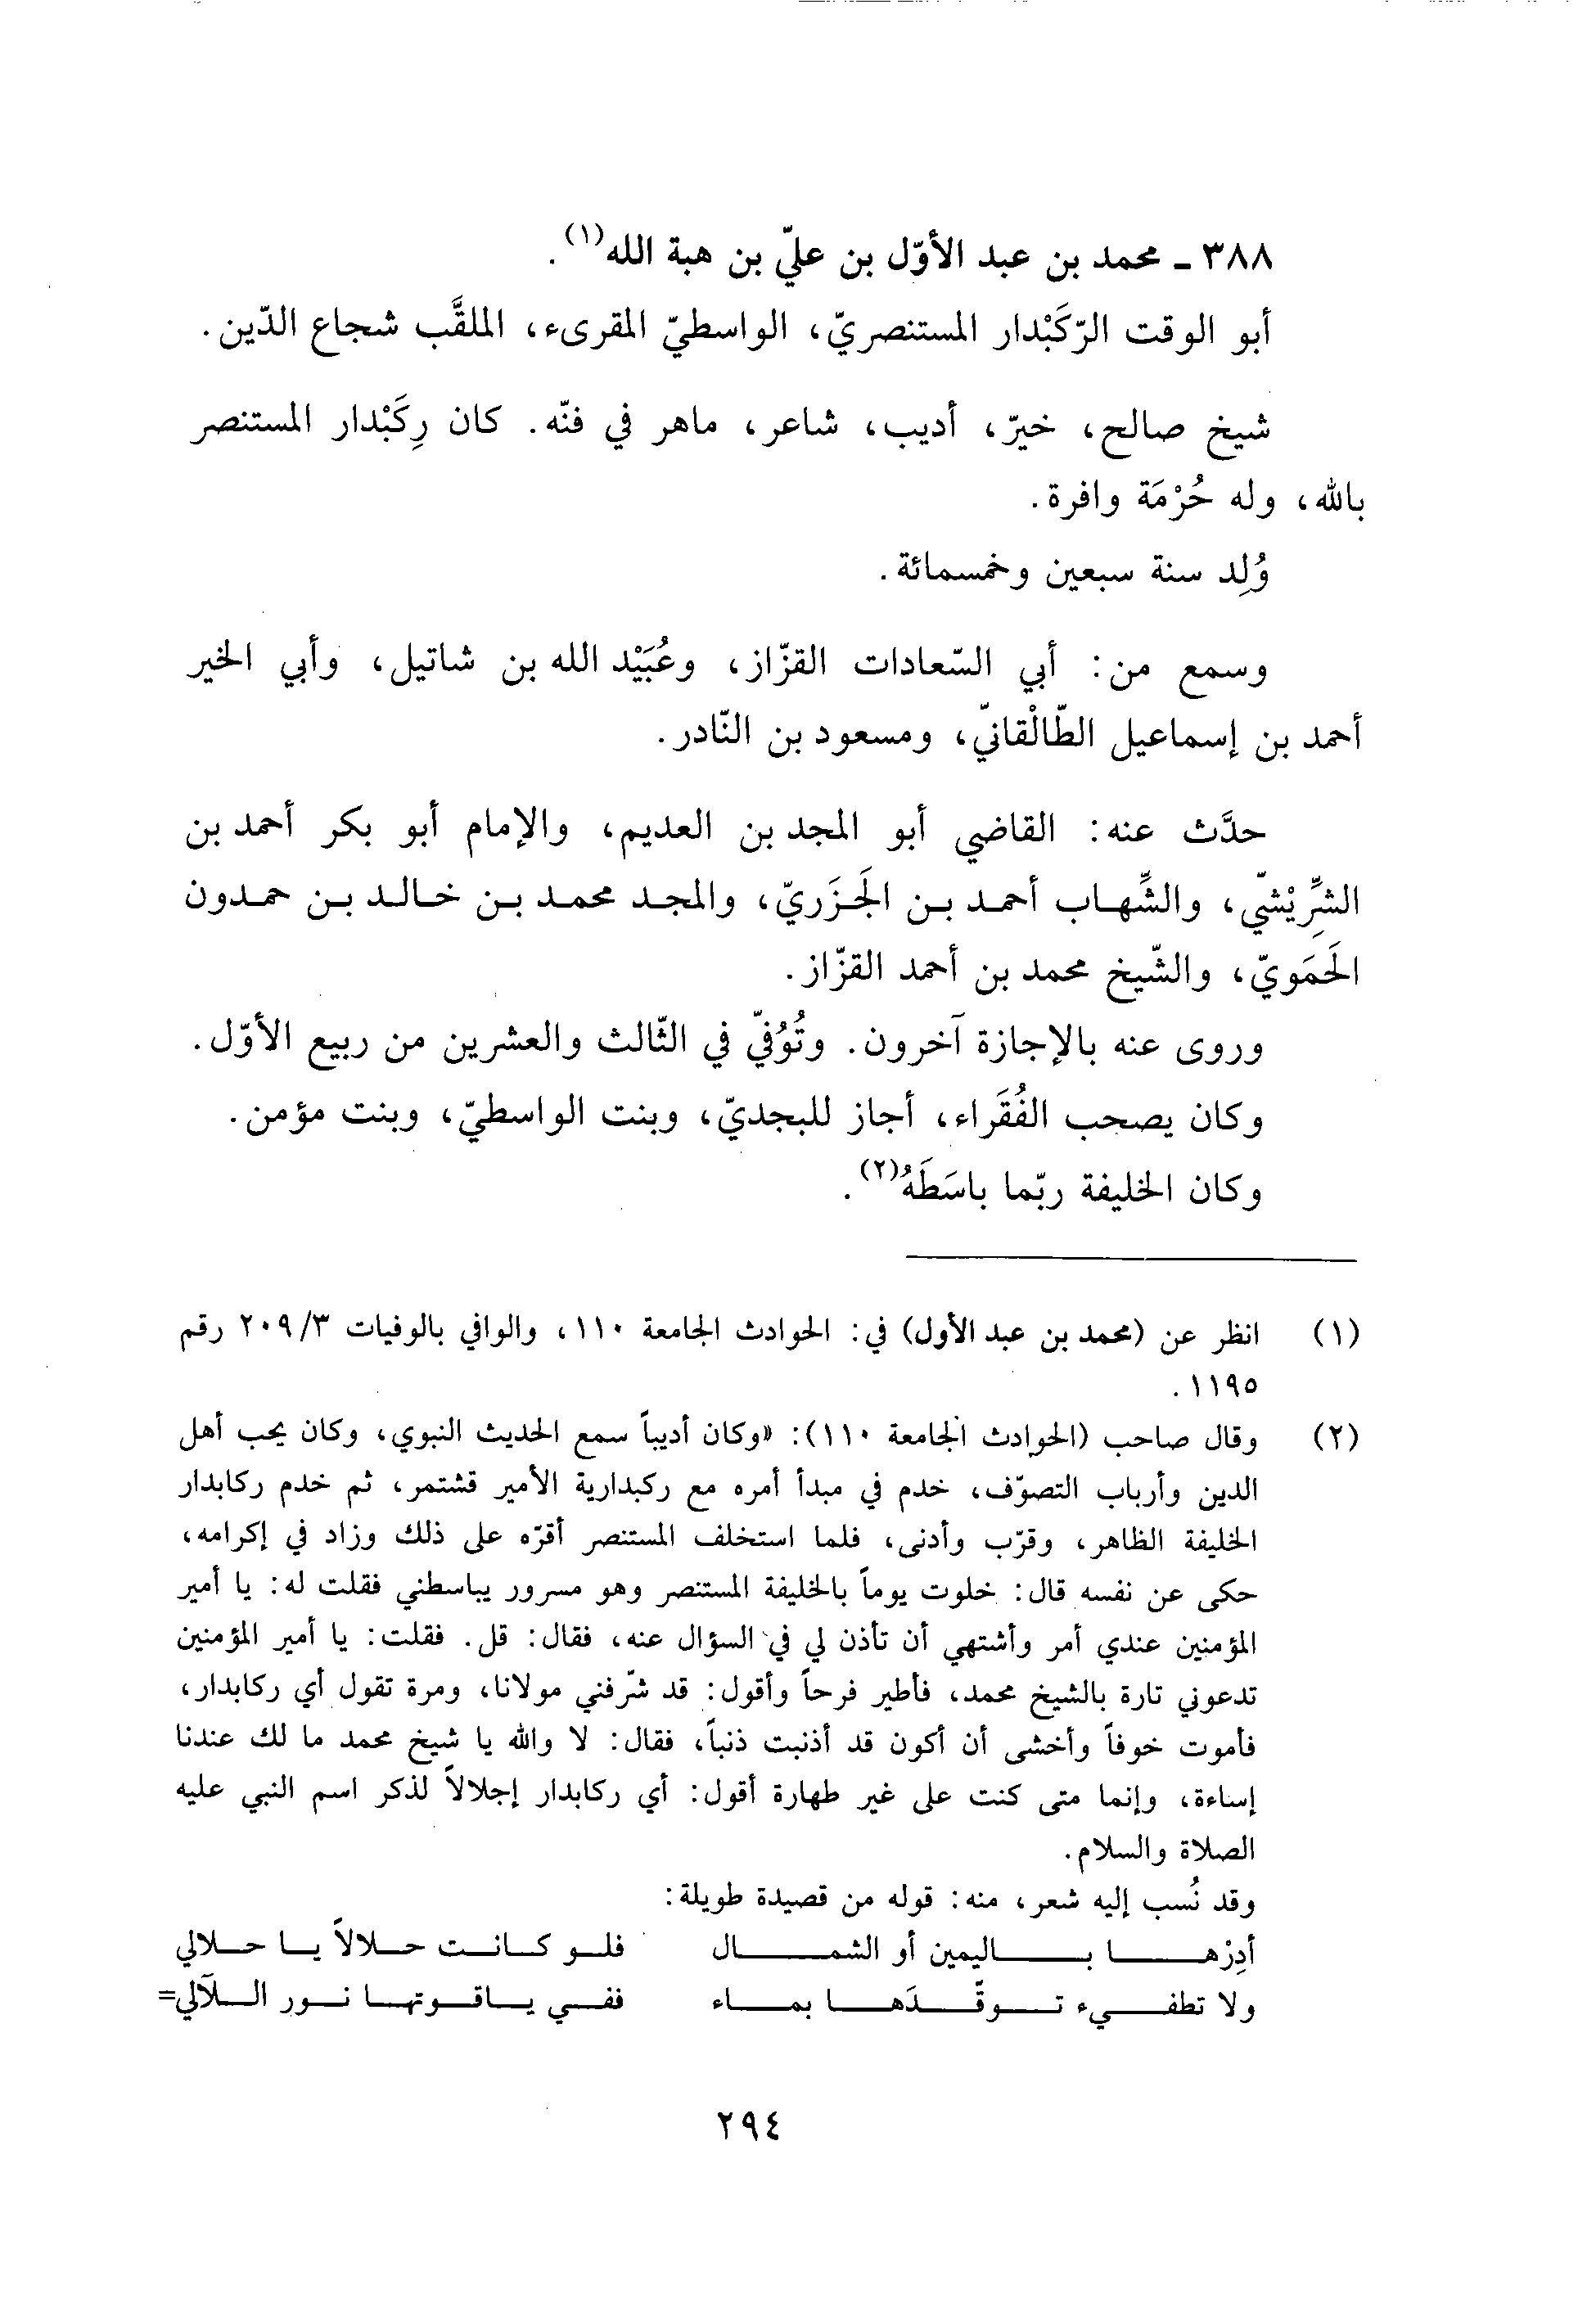 ٣٨٨ ـ محمد بن عبد الأوّل بن عليّ بن هبة الله(١).
أبو الوقت الرّكَبْدار المستنصريّ، الواسطيّ المقرىء، الملقَّب شجاع الدّين.
شيخ صالح، خيرّ، أديب، شاعر، ماهر في فنّه. كان رِكَبْدار المستنصر
بالله، وله حُرْمَة وافرة.
وُلِد سنة سبعين وخمسمائة.
وسمع من: أبي السّعادات القزّاز، وعُبَيْد الله بن شاتيل، وأبي الخير
أحمد بن إسماعيل الطّالْقانيّ، ومسعود بن النّادر.
حدَّث عنه: القاضي أبو المجد بن العديم، والإمام أبو بكر أحمد بن
الشرِّيْشيّ، والشِّهاب أحمد بن الجَزَريّ، والمجد محمد بن خالد بن حمدون
الحَمَويّ، والشّيخ محمد بن أحمد القزّاز.
وروى عنه بالإجازة آخرون. وتُوُفيّ في الثّالث والعشرين من ربيع الأوّل.
وكان يصحب الفُقَراء، أجاز للبجديّ، وبنت الواسطيّ، وبنت مؤمن.
وكان الخليفة ربّما باسَطَهُ(٢).
(١) انظر عن (محمد بن عبد الأول) في: الحوادث الجامعة ١١٠، والوافي بالوفيات ٢٠٩/٣ رقم
١١٩٥.
(٢) وقال صاحب (الحوادث الجامعة ١١٠): «وكان أديباً سمع الحديث النبوي، وكان يحب أهل
الدين وأرباب التصوّف، خدم في مبدأ أمره مع ركبدارية الأمير قشتمر، ثم خدم ركابدار
الخليفة الظاهر، وقرّب وأدنى، فلما استخلف المستنصر أقرّه على ذلك وزاد في إكرامه،
حكى عن نفسه قال: خلوت يوماً بالخليفة المستنصر وهو مسرور يباسطني فقلت له: يا أمير
المؤمنين عندي أمر وأشتهي أن تأذن لي في السؤال عنه، فقال: قل. فقلت: يا أمير المؤمنين
تدعوني تارة بالشيخ محمد، فأطير فرحاً وأقول: قد شرّفني مولانا، ومرة تقول أي ركابدار،
فأموت خوفاً وأخشى أن أكون قد أذنبت ذنباً، فقال: لا والله يا شيخ محمد ما لك عندنا
إساءة، وإنما متى كنت على غير طهارة أقول: أي ركابدار إجلالاً لذكر اسم النبي عليه
الصلاة والسلام.
وقد نُسب إليه شعر، منه: قوله من قصيدة طويلة:
أدِرْها باليمين أو الشمال فلو كانت حلالاً يا حلالي
ولا تطفيء توقّدَها بماء ففي ياقوتها نور اللآلي=
٢٩٤